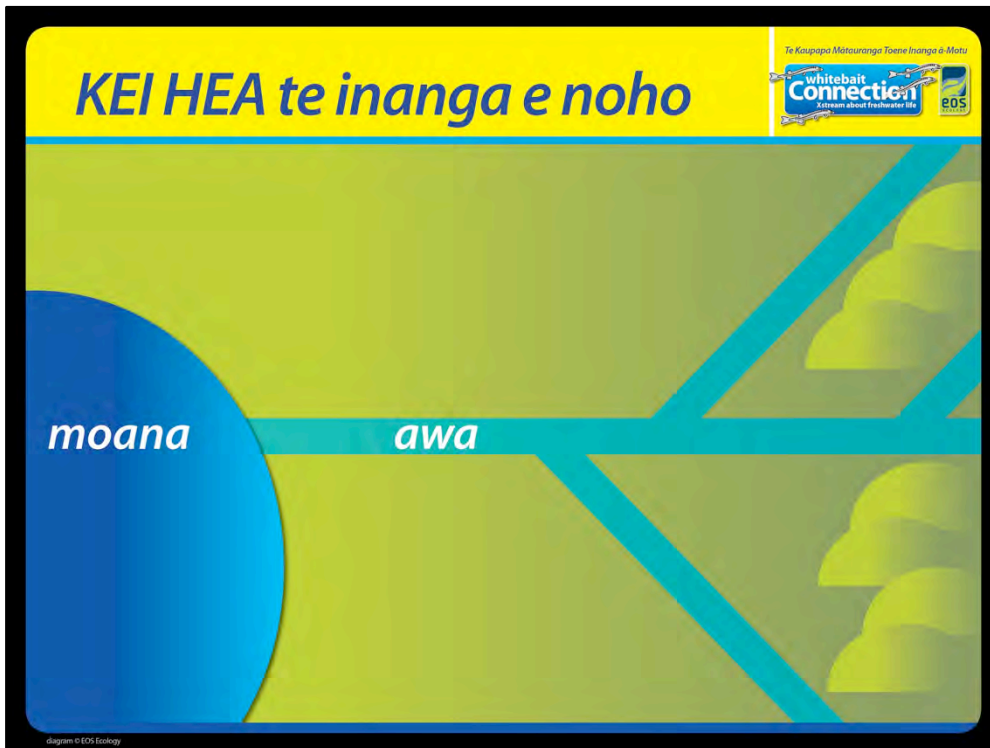 KEI HEA te inanga e noho
Te Kaupapa Mātauranga Toene Inanga ā-Motu
whitebait
Connection
Xstream about freshwater life
eos
ECOLOGY
moana
awa
diagram © EOS Ecology